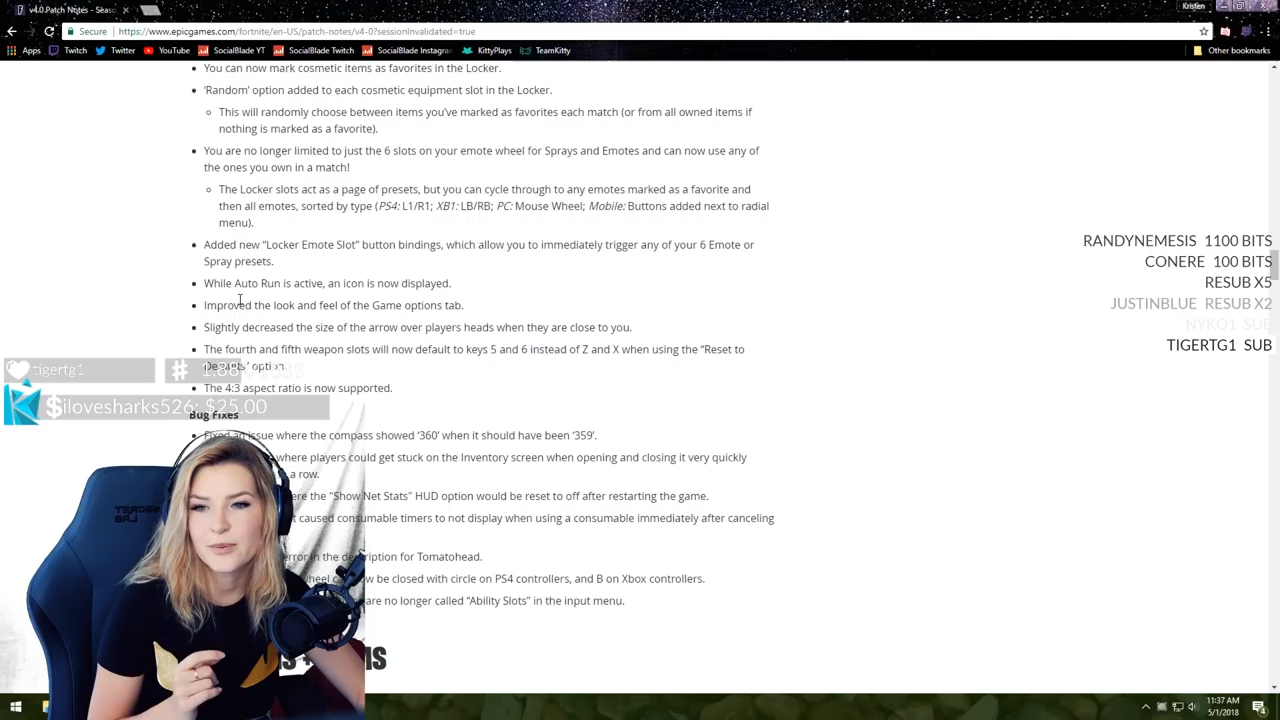 v4.0 Patch Notes - Seaso
Kristen
Secure
https://www.epicgames.com/fortnite/en-US/patch-notes/v4-0?sessionInvalidated=true
Apps Twitch Twitter YouTube SocialBlade YT SocialBlade Twitch SocialBlade Instagra KittyPlays TeamKitty Other bookmarks
You can now mark cosmetic items as favorites in the Locker.
‘Random’ option added to each cosmetic equipment slot in the Locker.
This will randomly choose between items you’ve marked as favorites each match (or from all owned items if
nothing is marked as a favorite).
You are no longer limited to just the 6 slots on your emote wheel for Sprays and Emotes and can now use any of
the ones you own in a match!
The Locker slots act as a page of presets, but you can cycle through to any emotes marked as a favorite and
then all emotes, sorted by type (PS4: L1/R1; XB1: LB/RB; PC: Mouse Wheel; Mobile: Buttons added next to radial
menu).
Added new “Locker Emote Slot” button bindings, which allow you to immediately trigger any of your 6 Emote or
Spray presets.
While Auto Run is active, an icon is now displayed.
Improved the look and feel of the Game options tab.
Slightly decreased the size of the arrow over players heads when they are close to you.
The fourth and fifth weapon slots will now default to keys 5 and 6 instead of Z and X when using the “Reset to
Defaults” option.
The 4:3 aspect ratio is now supported.
Bug Fixes
Fixed an issue where the compass showed ‘360’ when it should have been ‘359’.
where players could get stuck on the Inventory screen when opening and closing it very quickly
a row.
ere the "Show Net Stats" HUD option would be reset to off after restarting the game.
t caused consumable timers to not display when using a consumable immediately after canceling
error in the description for Tomatohead.
wheel can now be closed with circle on PS4 controllers, and B on Xbox controllers.
are no longer called “Ability Slots” in the input menu.
MS
tigertg1
#
$ilovesharks526: $25.00
SECRET
LAB
RANDYNEMESIS 1100 BITS
CONERE 100 BITS
RESUB X5
JUSTINBLUE RESUB X2
NYKO1 SUB
TIGERTG1 SUB
11:37 AM
5/1/2018
4